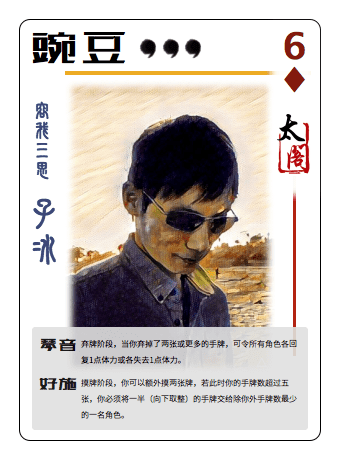 豌豆
6
太阁
容我三思
子冰
琴音 弃牌阶段，当你弃掉了两张或更多的手牌，可令所有角色各回
复1点体力或各失去1点体力。
好施 摸牌阶段，你可以额外摸两张牌，若此时你的手牌数超过五
张，你必须将一半（向下取整）的手牌交给除你外手牌数最少
的一名角色。